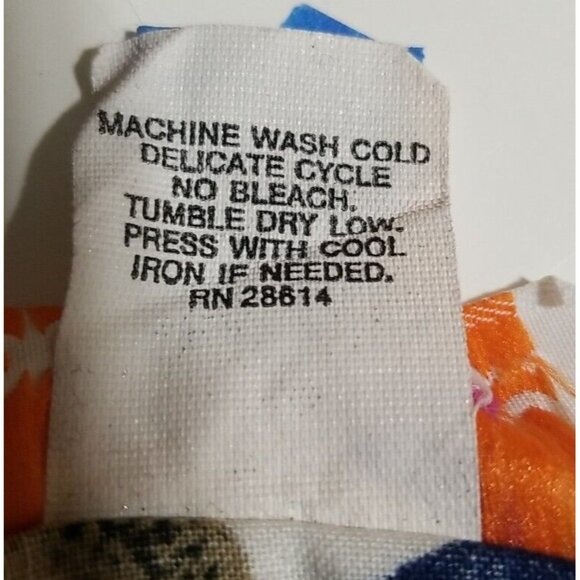 MACHINE WASH COLD
DELICATE CYCLE
NO BLEACH.
TUMBLE DRY LOW.
PRESS WITH COOL
IRON IF NEEDED.
RN 28614